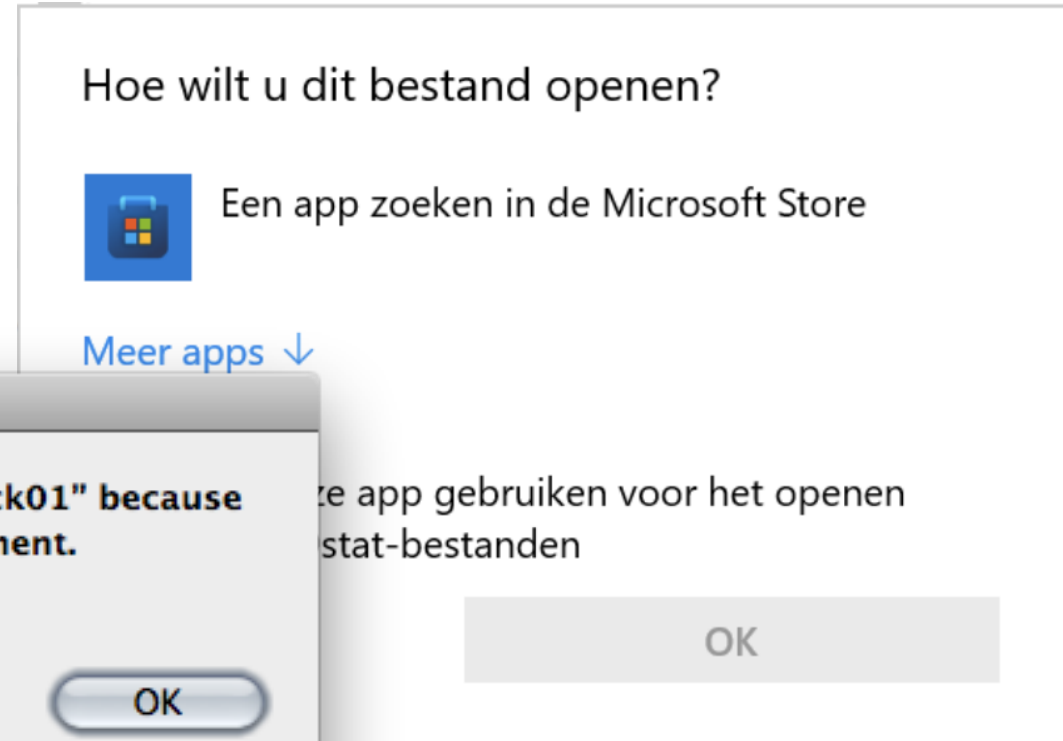 Hoe wilt u dit bestand openen?
Een app zoeken in de Microsoft Store
Meer apps ↓
k01" because
app gebruiken voor het openen
stat-bestanden
OK
OK